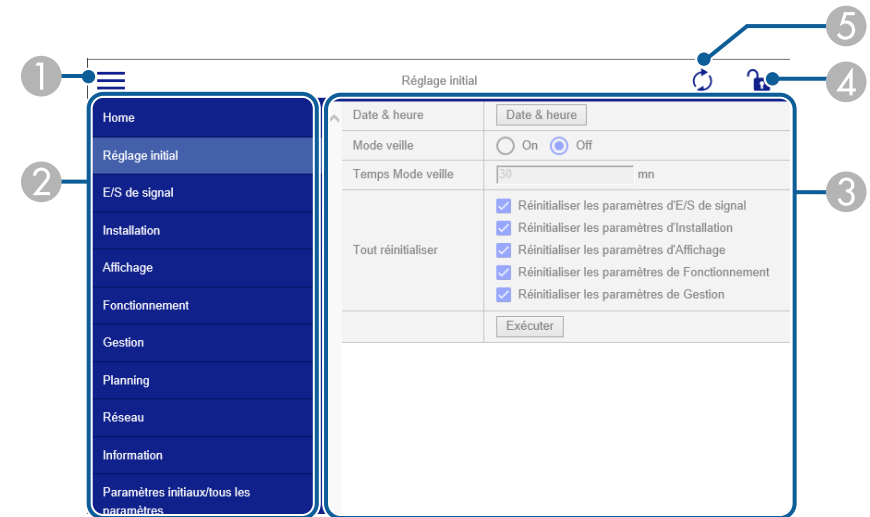 5
1
Réglage initial
4
Home
Date & heure
Date & heure
Réglage initial
Mode veille
On
Off
2
Temps Mode veille
30
mn
3
E/S de signal
Installation
Affichage
Fonctionnement
Gestion
Planning
Réseau
Information
Paramètres initiaux/tous les
paramètres
Tout réinitialiser
Réinitialiser les paramètres d'E/S de signal
Réinitialiser les paramètres d'Installation
Réinitialiser les paramètres d'Affichage
Réinitialiser les paramètres de Fonctionnement
Réinitialiser les paramètres de Gestion
Exécuter